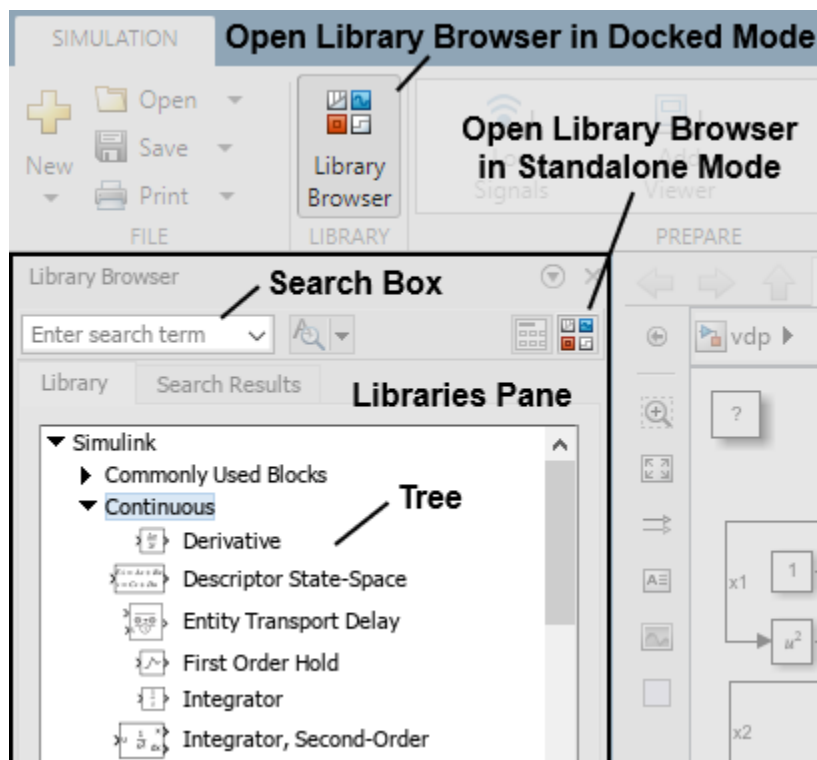 SIMULATION
Open Library Browser in Docked Mode
Open
Save
Print
New
Library
Browser
Open Library Browser
in Standalone Mode
Signals
Add
Viewer
FILE
LIBRARY
PREPARE
Library Browser
Search Box
Enter search term
vdp
Library
Search Results
Libraries Pane
?
Simulink
Commonly Used Blocks
Continuous
Tree
Derivative
Descriptor State-Space
Entity Transport Delay
First Order Hold
Integrator
Integrator, Second-Order
x1
1
u²
x2